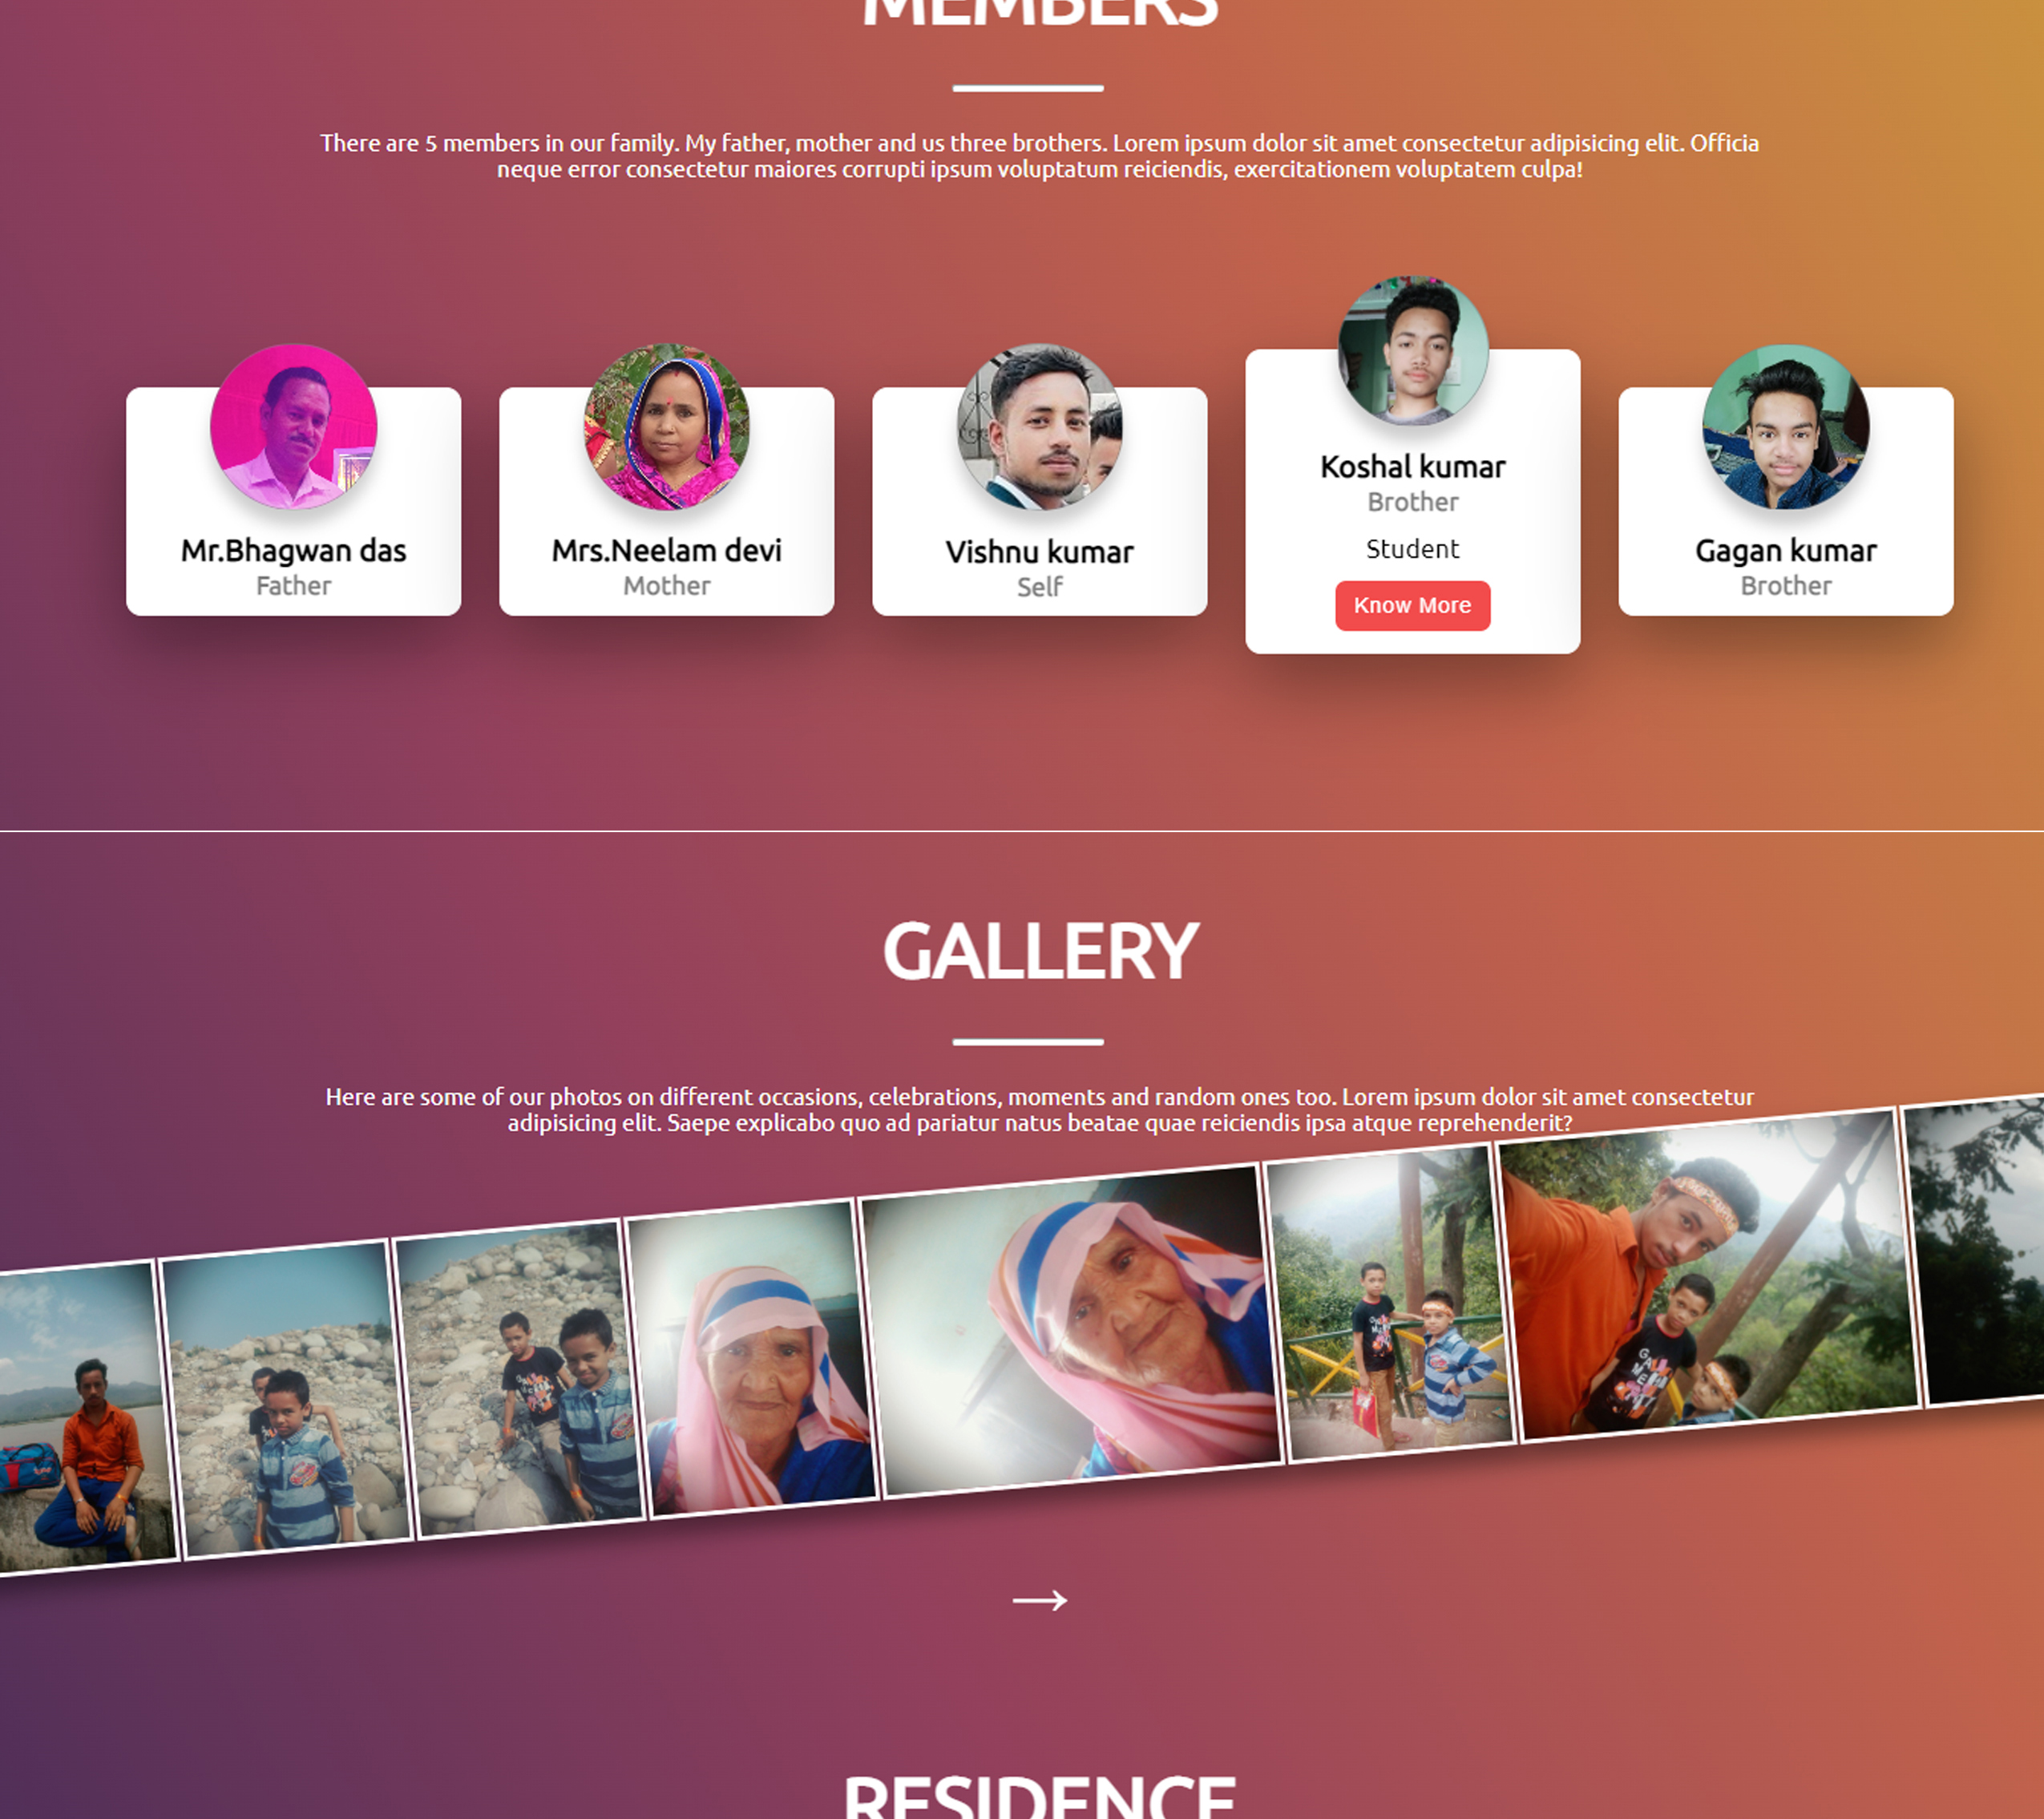 MEMBERS
There are 5 members in our family. My father, mother and us three brothers. Lorem ipsum dolor sit amet consectetur adipisicing elit. Officia
neque error consectetur maiores corrupti ipsum voluptatum reiciendis, exercitationem voluptatem culpa!
Mr.Bhagwan das
Father
Mrs.Neelam devi
Mother
Vishnu kumar
Self
Koshal kumar
Brother
Student
Know More
Gagan kumar
Brother
GALLERY
Here are some of our photos on different occasions, celebrations, moments and random ones too. Lorem ipsum dolor sit amet consectetur
adipisicing elit. Saepe explicabo quo ad pariatur natus beatae quae reiciendis ipsa atque reprehenderit?
RESIDENCE